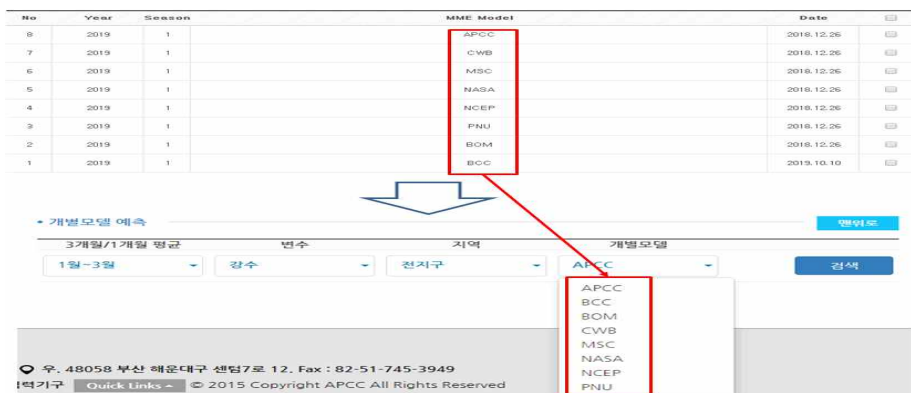 No Year Season MME Model Date
8 2019 1 APCC 2018.12.26
7 2019 1 CWB 2018.12.26
6 2019 1 MSC 2018.12.26
5 2019 1 NASA 2018.12.26
4 2019 1 NCEP 2018.12.26
3 2019 1 PNU 2018.12.26
2 2019 1 BOM 2018.12.26
1 2019 1 BCC 2019.10.10
• 개별모델 예측 맨위로
3개월/1개월 평균 변수 지역 개별모델
1월~3월 강수 전지구 APCC 검색
APCC
BCC
BOM
CWB
MSC
NASA
NCEP
PNU
우. 48058 부산 해운대구 센텀7로 12, Fax : 82-51-745-3949
력기구 Quick Links © 2015 Copyright APCC All Rights Reserved